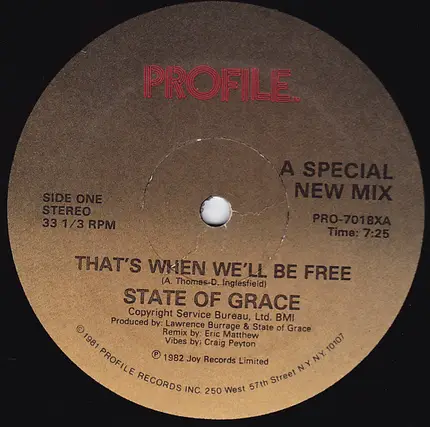 PROFILE.
A SPECIAL
NEW MIX
SIDE ONE
STEREO
33 1/3 RPM
PRO-7018XA
Time: 7:25
THAT'S WHEN WE'LL BE FREE
(A. Thomas-D. Inglesfield)
STATE OF GRACE
Copyright Service Bureau, Ltd. BMI
Produced by: Lawrence Burrage & State of Grace
Remix by: Eric Matthew
Vibes by: Craig Peyton
℗ 1982 Joy Records Limited
©1981 PROFILE RECORDS INC. 250 West 57th Street N.Y. N.Y. 10107